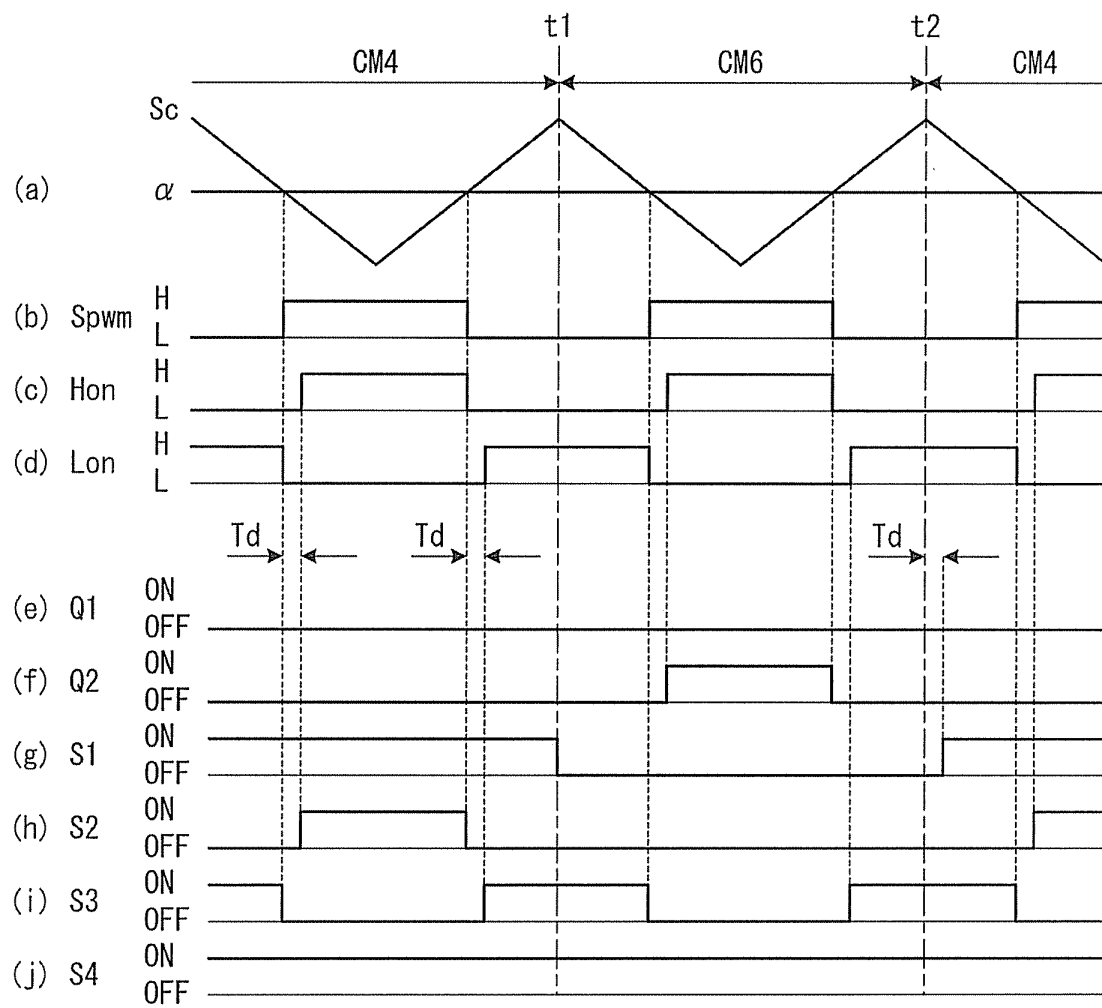 t1 t2
CM4 CM6 CM4
Sc
(a) α
(b) Spwm H
L
(c) Hon H
L
(d) Lon H
L
Td Td Td
(e) Q1 ON
OFF
(f) Q2 ON
OFF
(g) S1 ON
OFF
(h) S2 ON
OFF
(i) S3 ON
OFF
(j) S4 ON
OFF